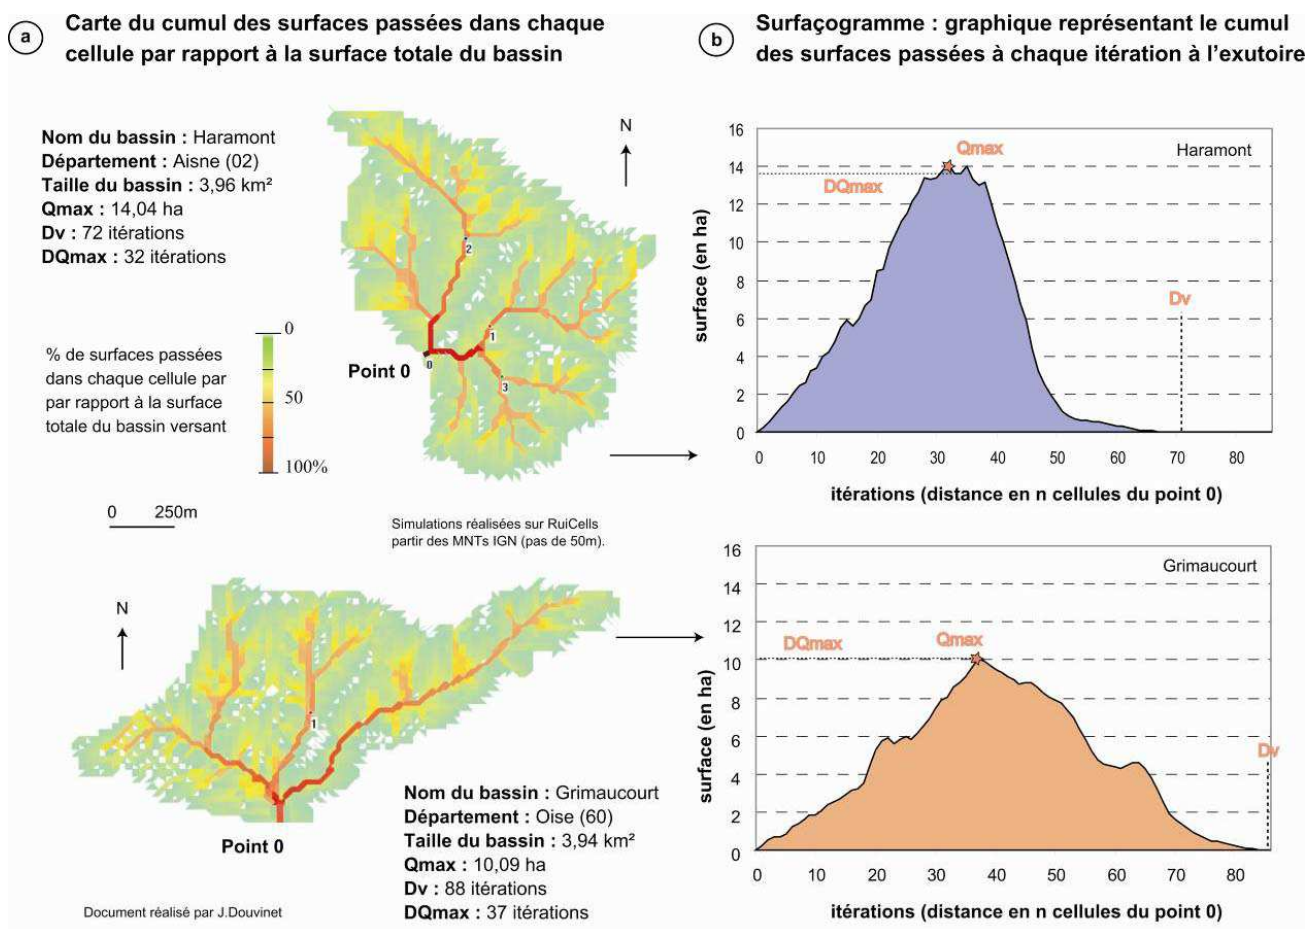 a
Carte du cumul des surfaces passées dans chaque
cellule par rapport à la surface totale du bassin
Nom du bassin : Haramont
Département : Aisne (02)
Taille du bassin : 3,96 km²
Qmax : 14,04 ha
Dv : 72 itérations
DQmax : 32 itérations
N
2
1
0
3
Point 0
% de surfaces passées
dans chaque cellule par
par rapport à la surface
totale du bassin versant
0
50
100%
0 250m
Simulations réalisées sur RuiCells
partir des MNTs IGN (pas de 50m).
N
1
Point 0
Nom du bassin : Grimaucourt
Département : Oise (60)
Taille du bassin : 3,94 km²
Qmax : 10,09 ha
Dv : 88 itérations
DQmax : 37 itérations
Document réalisé par J.Douvinet
b
Surfaçogramme : graphique représentant le cumul
des surfaces passées à chaque itération à l'exutoire
surface (en ha)
16
14
12
10
8
6
4
2
0
Haramont
Qmax
DQmax
Dv
0 10 20 30 40 50 60 70 80
itérations (distance en n cellules du point 0)
surface (en ha)
16
14
12
10
8
6
4
2
0
Grimaucourt
DQmax
Qmax
Dv
0 10 20 30 40 50 60 70 80
itérations (distance en n cellules du point 0)